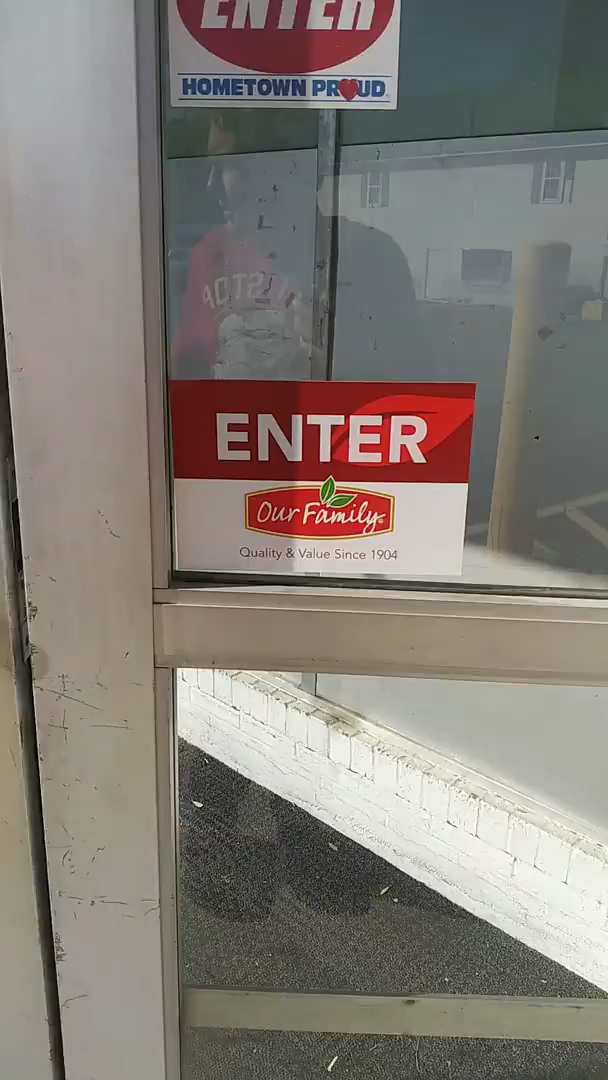 ENTER
HOMETOWN PROUD
ENTER
Our Family
Quality & Value Since 1904